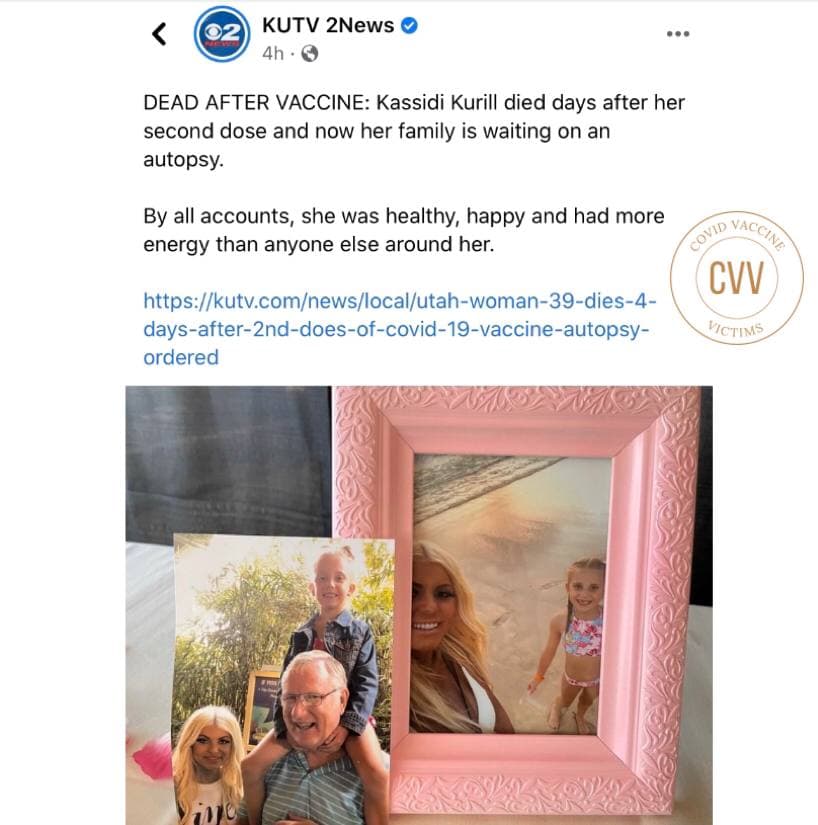 KUTV 2News
2
NEWS
4h ·
DEAD AFTER VACCINE: Kassidi Kurill died days after her
second dose and now her family is waiting on an
autopsy.
By all accounts, she was healthy, happy and had more
energy than anyone else around her.
https://kutv.com/news/local/utah-woman-39-dies-4-
days-after-2nd-does-of-covid-19-vaccine-autopsy-
ordered
COVID VACCINE
CVV
VICTIMS